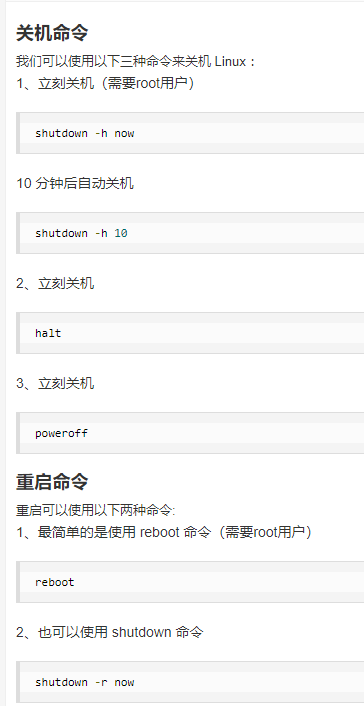 关机命令
我们可以使用以下三种命令来关机 Linux：
1、立刻关机（需要root用户）
shutdown -h now
10 分钟后自动关机
shutdown -h 10
2、立刻关机
halt
3、立刻关机
poweroff
重启命令
重启可以使用以下两种命令:
1、最简单的是使用 reboot 命令（需要root用户）
reboot
2、也可以使用 shutdown 命令
shutdown -r now